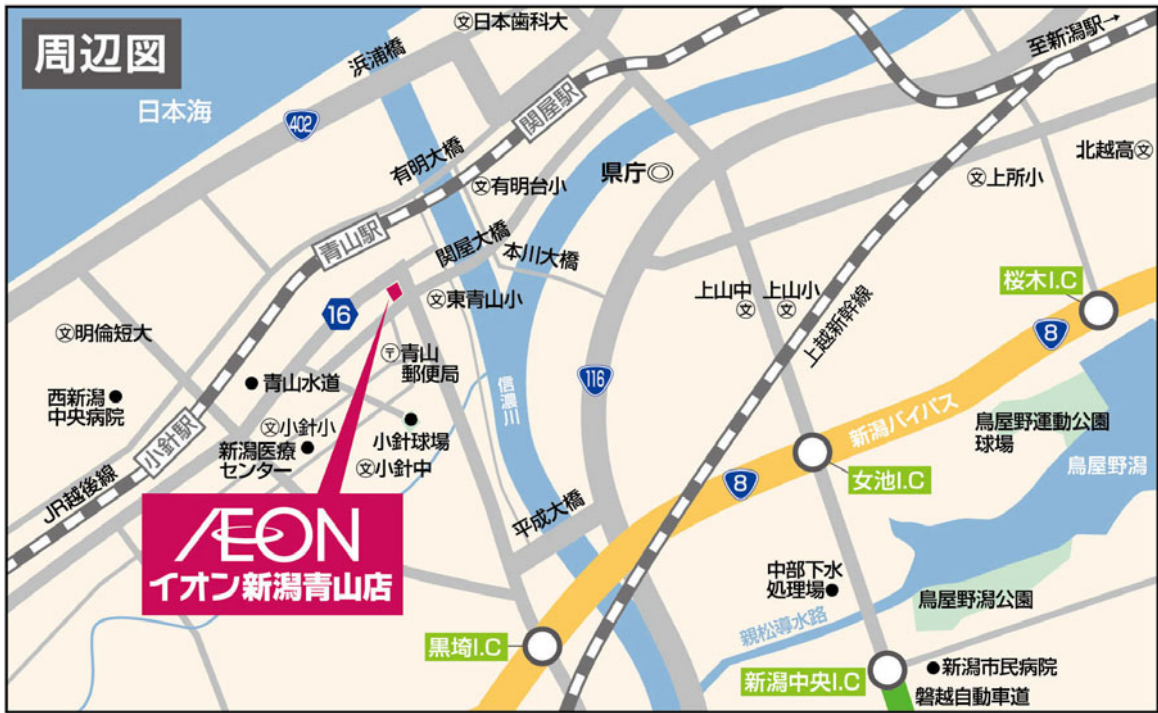 周辺図
日本海
402
浜浦橋
㊛日本歯科大
関屋駅
至新潟駅→
有明大橋
有明台小
県庁◎
北越高
上所小
青山駅
関屋大橋
本川大橋
16
東青山小
上山中
上山小
上越新幹線
桜木I.C
8
明倫短大
青山
郵便局
〒
116
信濃川
西新潟
中央病院
青山水道
小針駅
小針小
新潟医療
センター
小針球場
小針中
新潟バイパス
鳥屋野運動公園
球場
鳥屋野潟
女池I.C
8
JR越後線
平成大橋
ÆON
イオン新潟青山店
中部下水
処理場
鳥屋野潟公園
親松導水路
黒埼I.C
新潟中央I.C
新潟市民病院
磐越自動車道